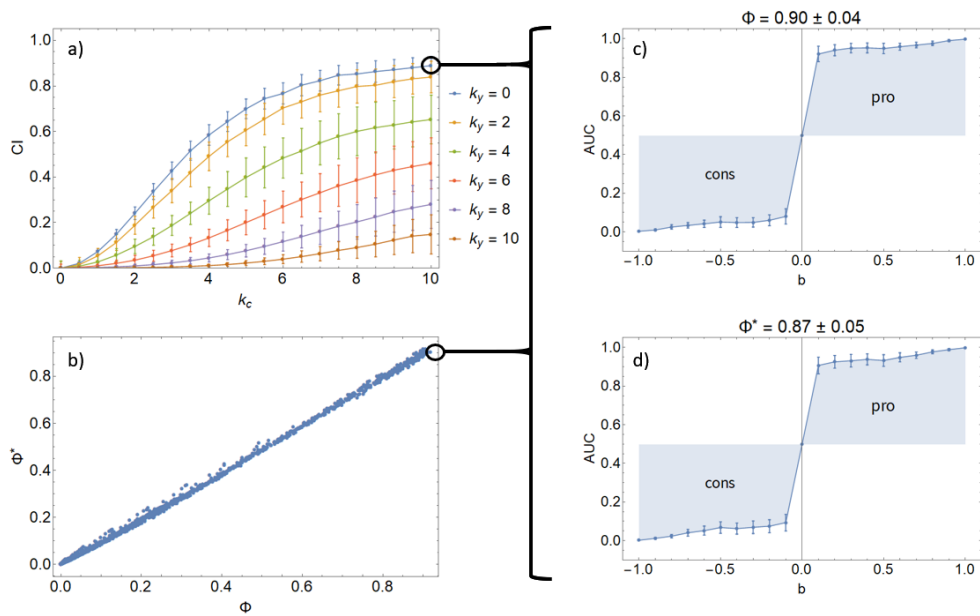 a)
1.0
0.8
0.6
0.4
0.2
0.0
CI
0
2
4
6
8
10
k_c
k_y = 0
k_y = 2
k_y = 4
k_y = 6
k_y = 8
k_y = 10
b)
0.8
0.6
0.4
0.2
0.0
Φ*
0.0
0.2
0.4
0.6
0.8
Φ
Φ = 0.90 ± 0.04
c)
1.0
0.8
0.6
0.4
0.2
0.0
AUC
pro
cons
−1.0
−0.5
0.0
0.5
1.0
b
Φ* = 0.87 ± 0.05
d)
1.0
0.8
0.6
0.4
0.2
0.0
AUC
pro
cons
−1.0
−0.5
0.0
0.5
1.0
b